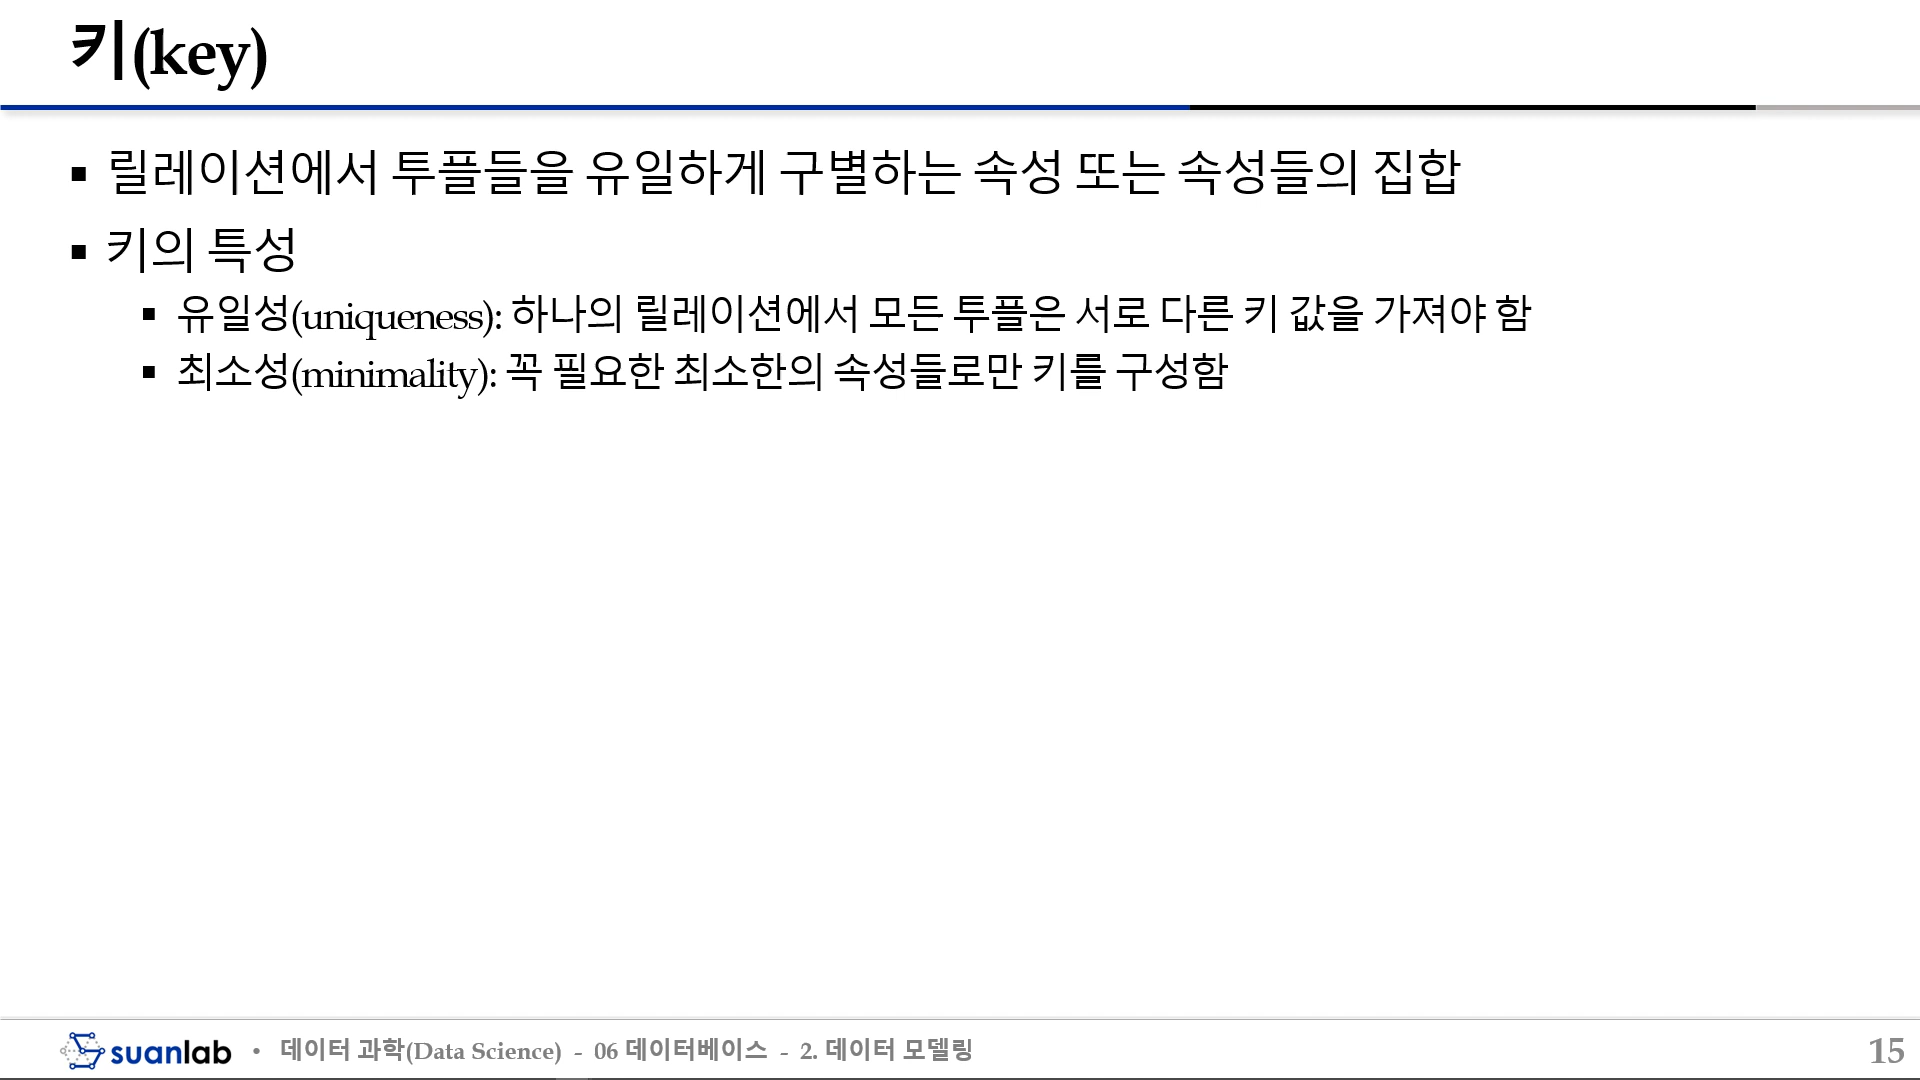 키(key)
▪ 릴레이션에서 투플들을 유일하게 구별하는 속성 또는 속성들의 집합
▪ 키의 특성
▪ 유일성(uniqueness): 하나의 릴레이션에서 모든 투플은 서로 다른 키 값을 가져야 함
▪ 최소성(minimality): 꼭 필요한 최소한의 속성들로만 키를 구성함
suanlab • 데이터 과학(Data Science) - 06 데이터베이스 - 2. 데이터 모델링
15